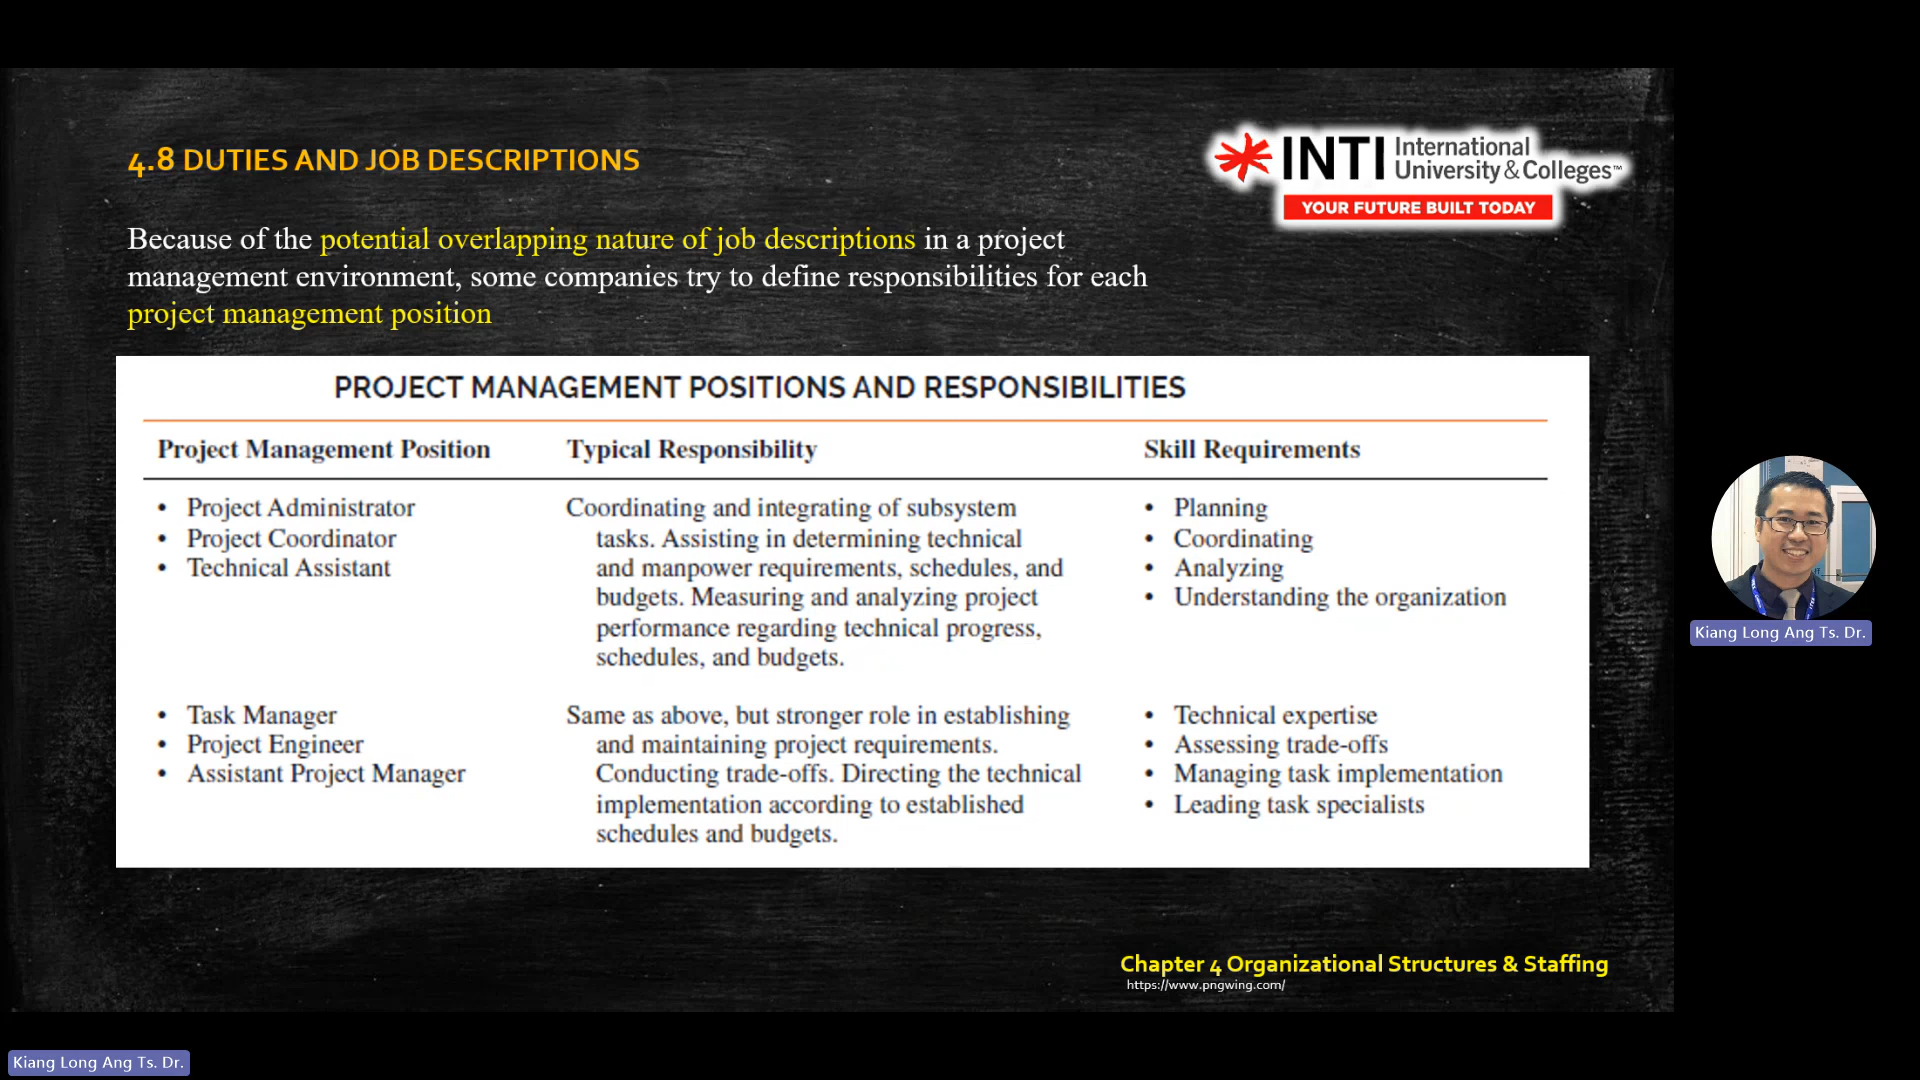 4.8 DUTIES AND JOB DESCRIPTIONS
INTI International
University & Colleges™
YOUR FUTURE BUILT TODAY
Because of the potential overlapping nature of job descriptions in a project
management environment, some companies try to define responsibilities for each
project management position
PROJECT MANAGEMENT POSITIONS AND RESPONSIBILITIES
Project Management Position Typical Responsibility Skill Requirements
• Project Administrator
• Project Coordinator
• Technical Assistant
Coordinating and integrating of subsystem
tasks. Assisting in determining technical
and manpower requirements, schedules, and
budgets. Measuring and analyzing project
performance regarding technical progress,
schedules, and budgets.
• Planning
• Coordinating
• Analyzing
• Understanding the organization
• Task Manager
• Project Engineer
• Assistant Project Manager
Same as above, but stronger role in establishing
and maintaining project requirements.
Conducting trade-offs. Directing the technical
implementation according to established
schedules and budgets.
• Technical expertise
• Assessing trade-offs
• Managing task implementation
• Leading task specialists
Chapter 4 Organizational Structures & Staffing
https://www.pngwing.com/
Kiang Long Ang Ts. Dr.
Kiang Long Ang Ts. Dr.